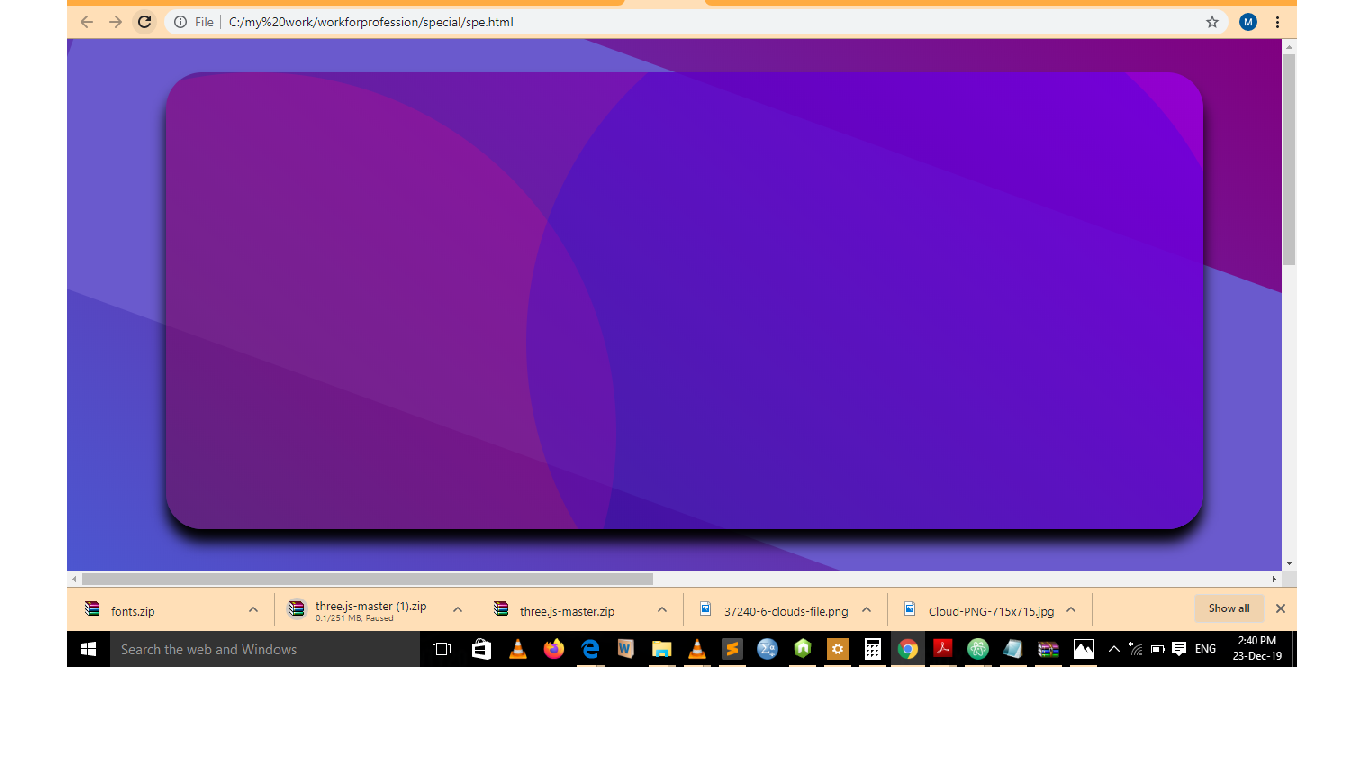 File
C:/my%20work/workforprofession/special/spe.html
M
fonts.zip
three.js-master (1).zip
0.1/251 MB, Paused
three.js-master.zip
37240-6-clouds-file.png
Cloud-PNG-715x715.jpg
Show all
Search the web and Windows
ENG
2:40 PM
23-Dec-19